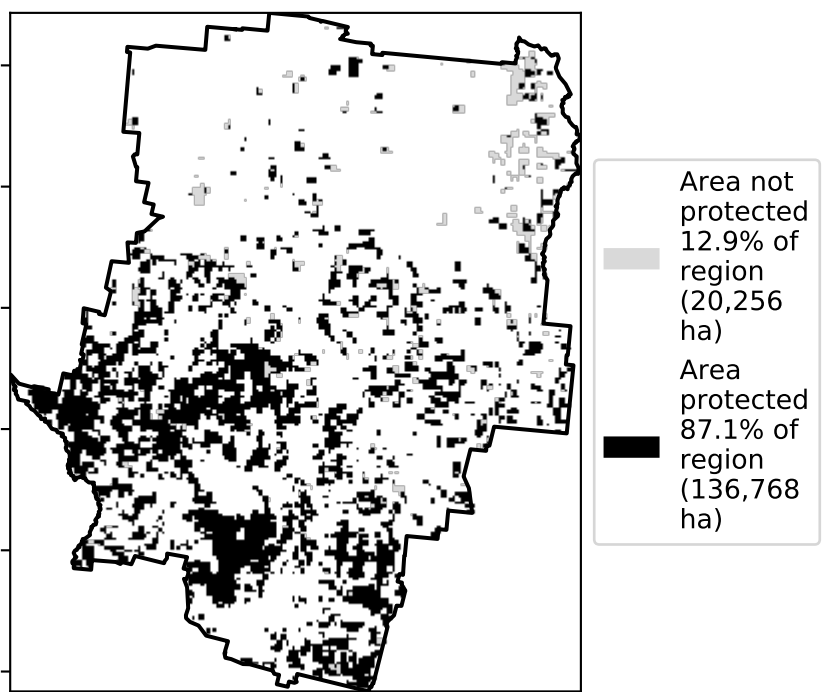 Area not
protected
12.9% of
region
(20,256
ha)
Area
protected
87.1% of
region
(136,768
ha)